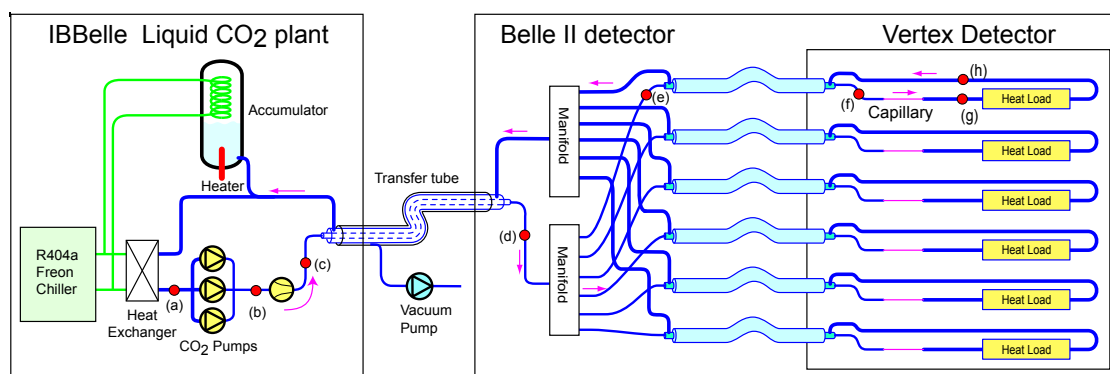 IBBelle Liquid CO2 plant
Accumulator
Heater
R404a
Freon
Chiller
Heat
Exchanger
(a)
CO2 Pumps
(b)
(c)
Transfer tube
Vacuum
Pump
Belle II detector
(d)
Manifold
Manifold
(e)
Vertex Detector
(f)
Capillary
(g)
(h)
Heat Load
Heat Load
Heat Load
Heat Load
Heat Load
Heat Load